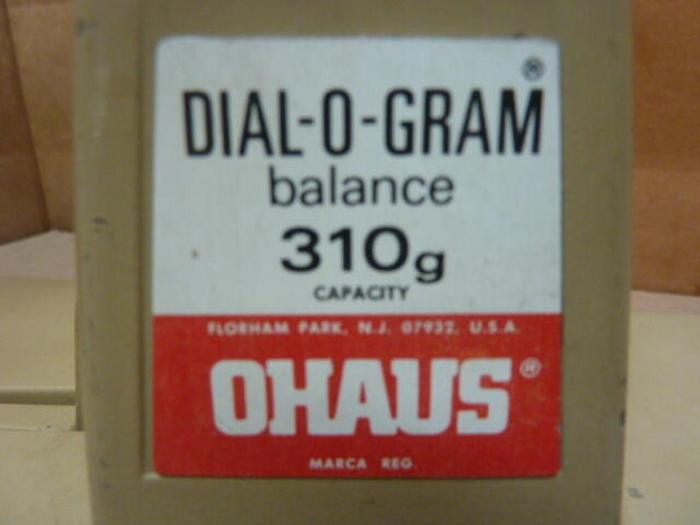 DIAL-O-GRAM®
balance
310g
CAPACITY
FLORHAM PARK, N.J. 07932, U.S.A.
OHAUS®
MARCA REG.